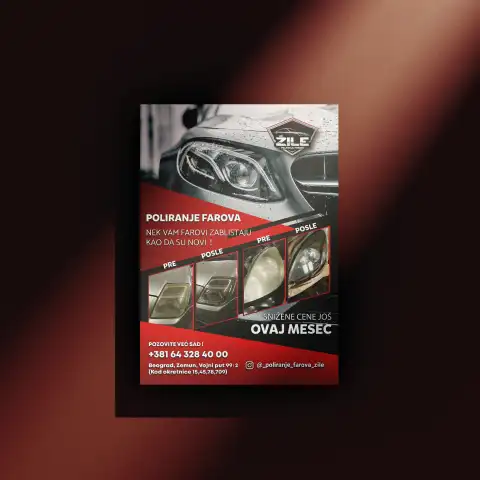 ŽILE
POLIRANJE FAROVA
NEK VAM FAROVI ZABLISTAJU
KAO DA SU NOVI !
PRE
POSLE
PRE
POSLE
SNIŽENE CENE JOŠ
OVAJ MESEC
POZOVITE VEĆ SAD !
+381 64 328 40 00
Beograd, Zemun, Vojni put 99-2
(Kod okretnice 15,45,78,709)
@_poliranje_farova_zile